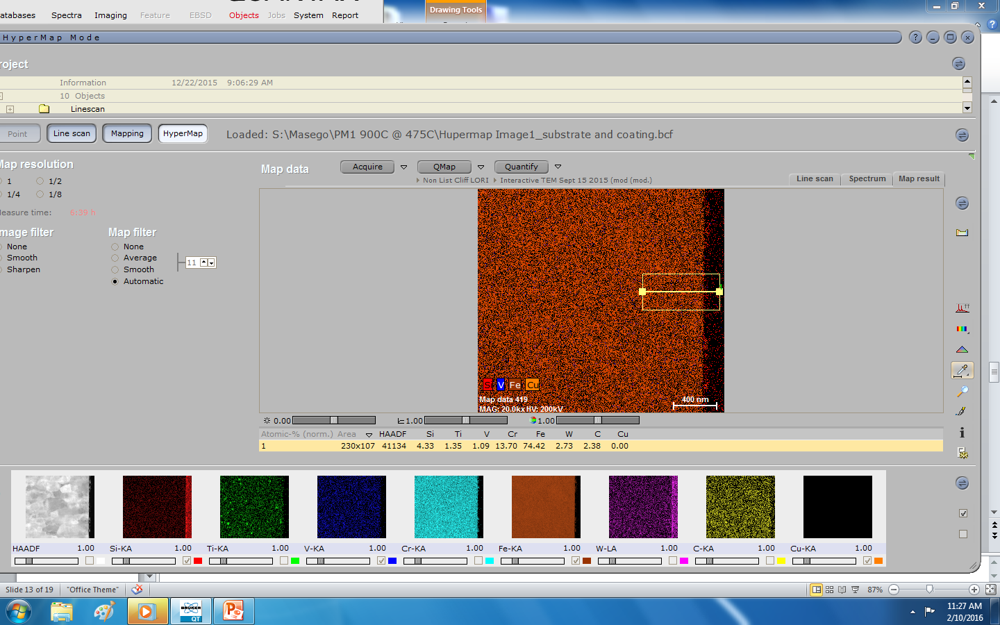 Drawing Tools
atabases Spectra Imaging Feature EBSD Objects Jobs System Report
HyperMap Mode
roject
Information 12/22/2015 9:06:29 AM
10 Objects
Linescan
Point Line scan Mapping HyperMap Loaded: S:\Masego\PM1 900C @ 475C\Hupermap Image1_substrate and coating.bcf
Map resolution
1 1/2
1/4 1/8
leasure time: 6:39 h
mage filter Map filter
None None
Smooth Average 11
Sharpen Smooth
Automatic
Map data Acquire QMap Quantify
Non List Cliff LORI Interactive TEM Sept 15 2015 (mod (mod.)
Line scan Spectrum Map result
S V Fe Cu
Map data 419
MAG: 20.0kx HV: 200kV
400 nm
0.00 1.00 1.00
Atomic-% (norm.) Area HAADF Si Ti V Cr Fe W C Cu
1 230x107 41134 4.33 1.35 1.09 13.70 74.42 2.73 2.38 0.00
HAADF 1.00 Si-KA 1.00 Ti-KA 1.00 V-KA 1.00 Cr-KA 1.00 Fe-KA 1.00 W-LA 1.00 C-KA 1.00 Cu-KA 1.00
Slide 13 of 19 "Office Theme" 87%
BRUKER
QT
11:27 AM
2/10/2016